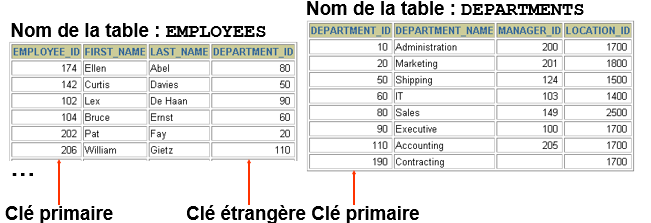 Nom de la table : EMPLOYEES
EMPLOYEE_ID FIRST_NAME LAST_NAME DEPARTMENT_ID
174 Ellen Abel 80
142 Curtis Davies 50
102 Lex De Haan 90
104 Bruce Ernst 60
202 Pat Fay 20
206 William Gietz 110
...
Nom de la table : DEPARTMENTS
DEPARTMENT_ID DEPARTMENT_NAME MANAGER_ID LOCATION_ID
10 Administration 200 1700
20 Marketing 201 1800
50 Shipping 124 1500
60 IT 103 1400
80 Sales 149 2500
90 Executive 100 1700
110 Accounting 205 1700
190 Contracting 1700
Clé primaire Clé étrangère Clé primaire